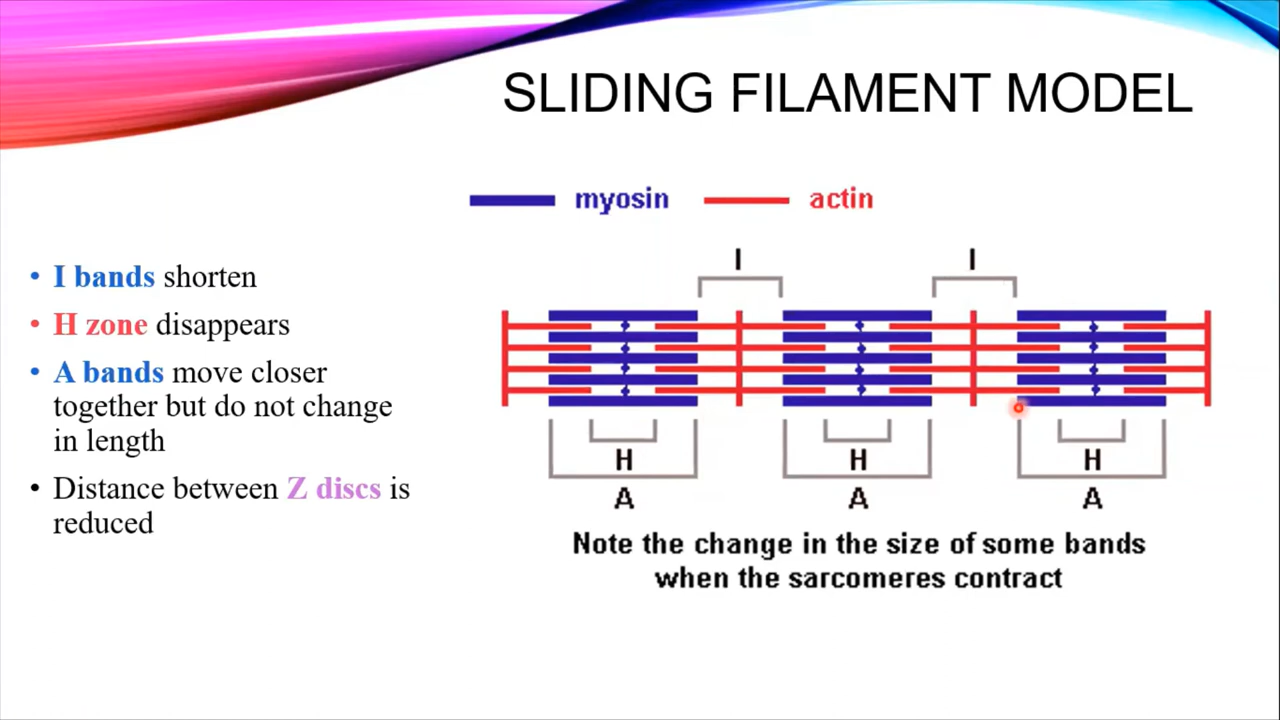 SLIDING FILAMENT MODEL
myosin actin
• I bands shorten
• H zone disappears
• A bands move closer
together but do not change
in length
• Distance between Z discs is
reduced
I I
H H H
A A A
Note the change in the size of some bands
when the sarcomeres contract